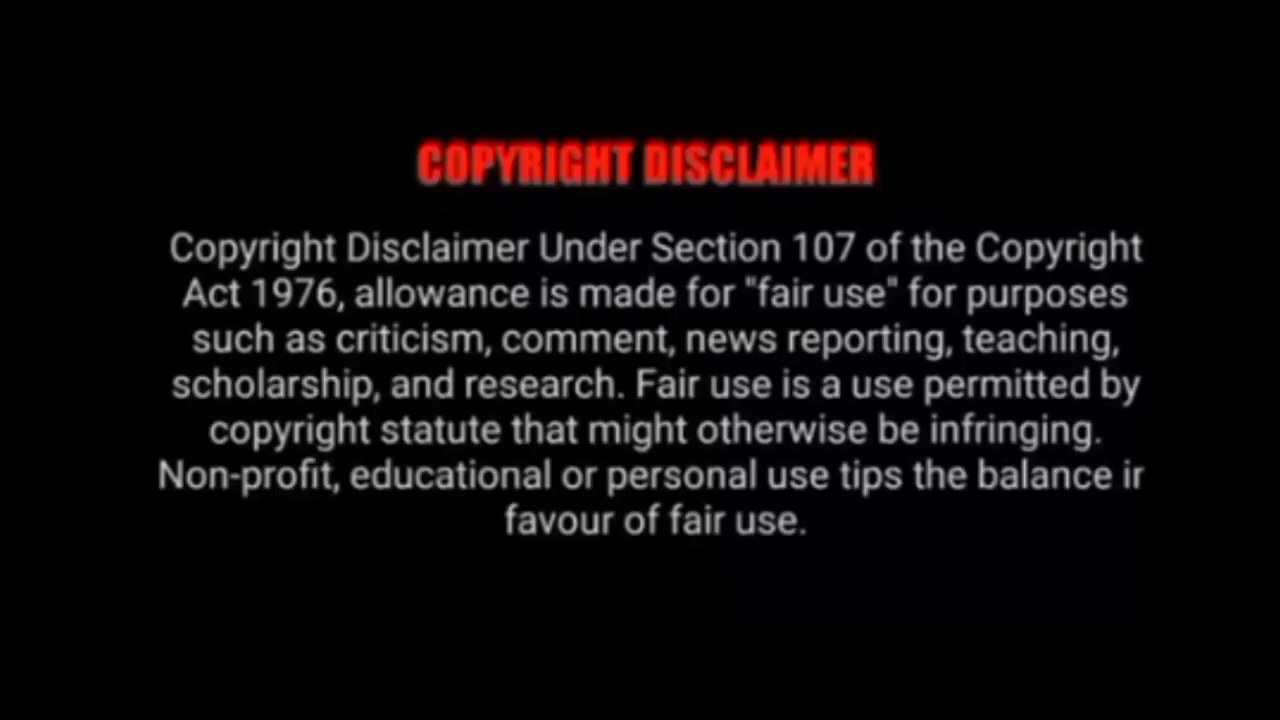 COPYRIGHT DISCLAIMER
Copyright Disclaimer Under Section 107 of the Copyright
Act 1976, allowance is made for "fair use" for purposes
such as criticism, comment, news reporting, teaching,
scholarship, and research. Fair use is a use permitted by
copyright statute that might otherwise be infringing.
Non-profit, educational or personal use tips the balance ir
favour of fair use.